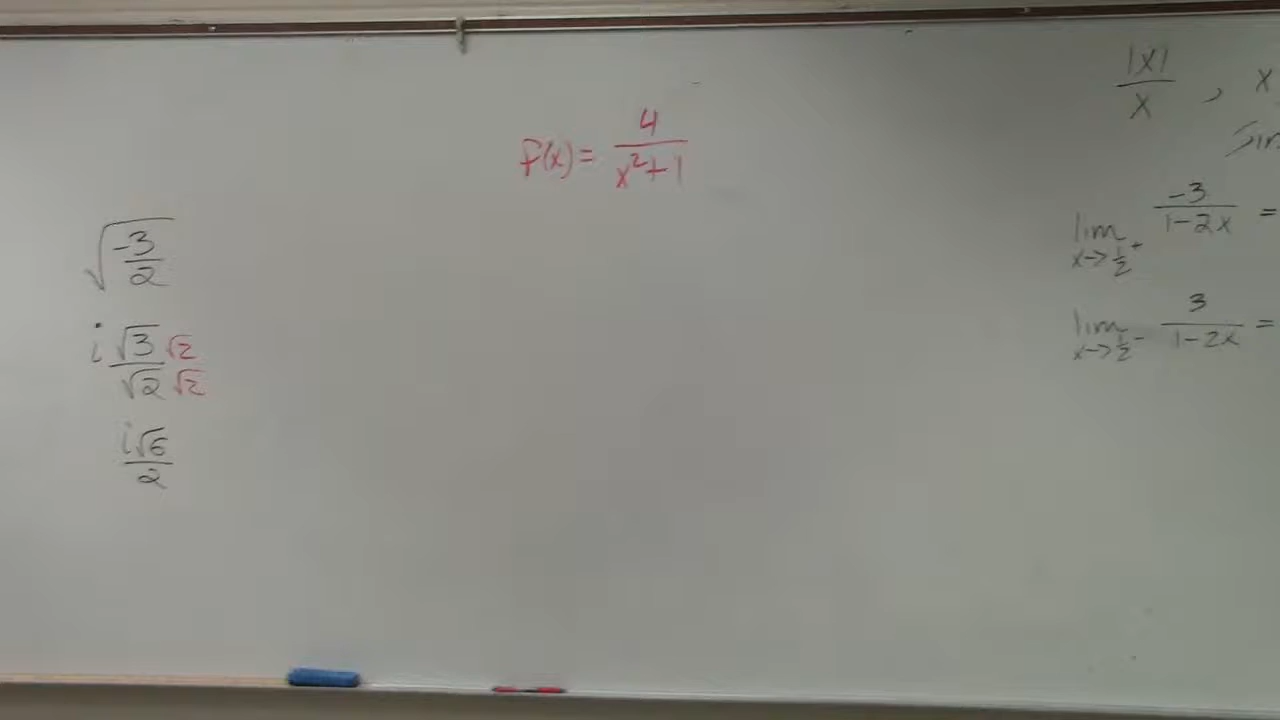 √(-3/2)
i √3/√2 √2/√2
i√6/2
f(x) = 4/(x²+1)
|x|/x , x
lim x→½⁺ -3/(1-2x) =
lim x→½⁻ 3/(1-2x) =